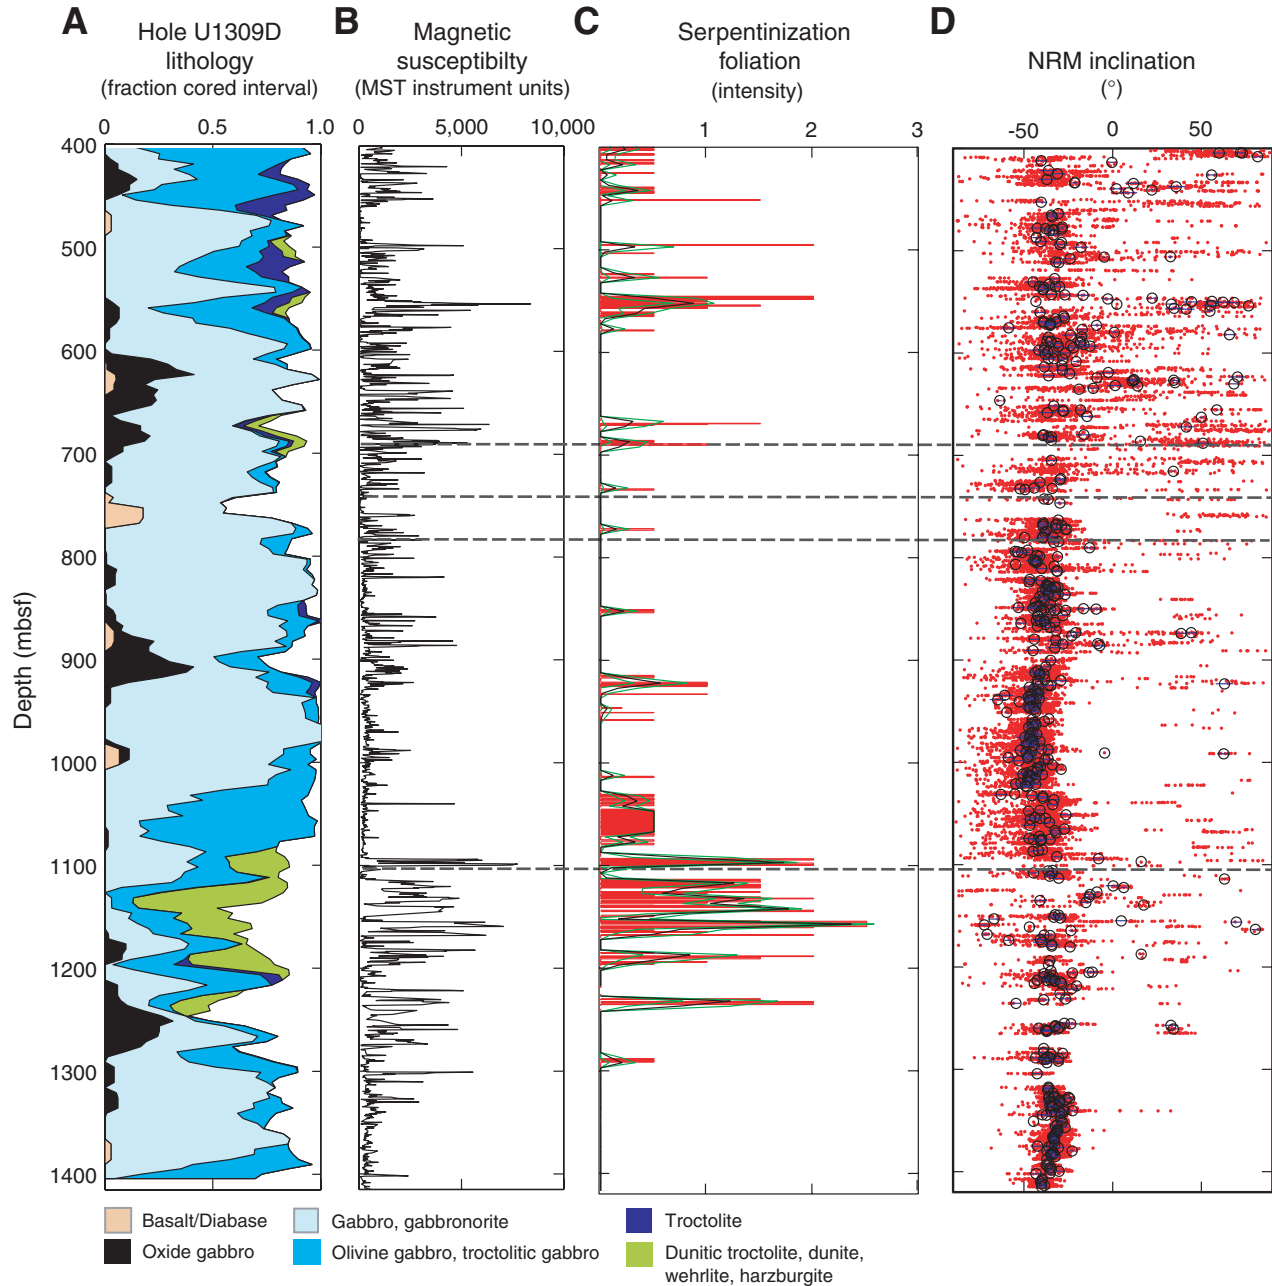 A
Hole U1309D
lithology
(fraction cored interval)
0 0.5 1.0
B
Magnetic
susceptibilty
(MST instrument units)
0 5,000 10,000
C
Serpentinization
foliation
(intensity)
1 2 3
D
NRM inclination
(°)
-50 0 50
Depth (mbsf)
400
500
600
700
800
900
1000
1100
1200
1300
1400
Basalt/Diabase
Oxide gabbro
Gabbro, gabbronorite
Olivine gabbro, troctolitic gabbro
Troctolite
Dunitic troctolite, dunite,
wehrlite, harzburgite